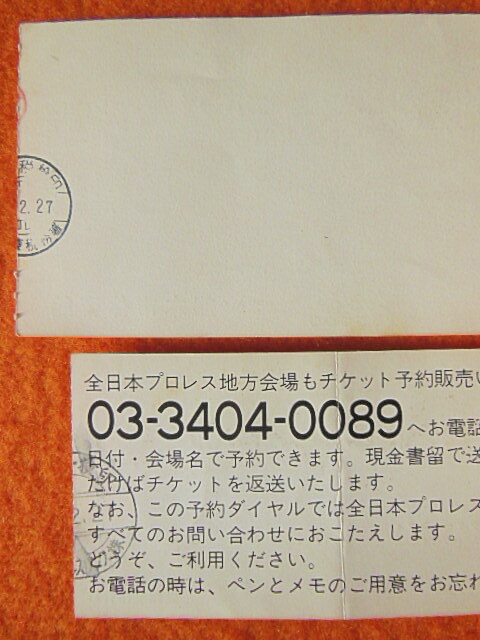 2.27
全日本プロレス地方会場もチケット予約販売い
03-3404-0089へお電話
日付・会場名で予約できます。現金書留で送
だけばチケットを返送いたします。
なお、この予約ダイヤルでは全日本プロレス
すべてのお問い合わせにおこたえします。
どうぞ、ご利用ください。
お電話の時は、ペンとメモのご用意をお忘れ